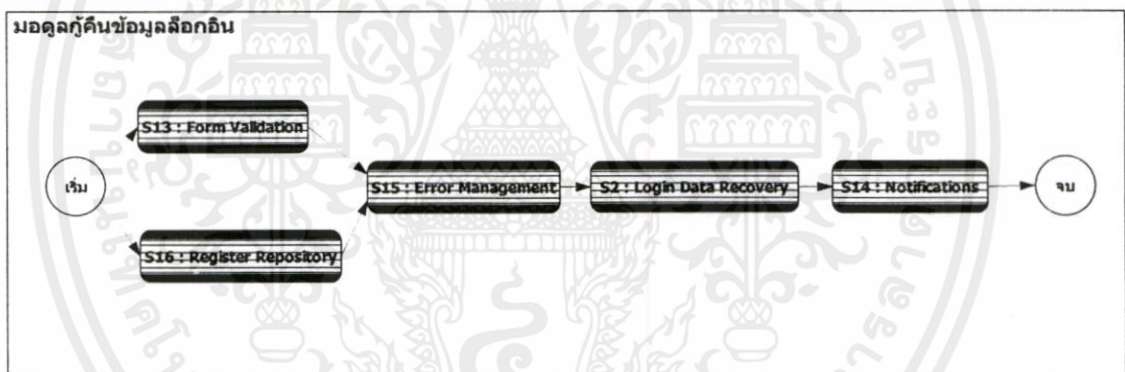 มอดูลกู้คืนข้อมูลล็อกอิน
S13 : Form Validation
เริ่ม
S15 : Error Management
S2 : Login Data Recovery
S14 : Notifications
จบ
S16 : Register Repository